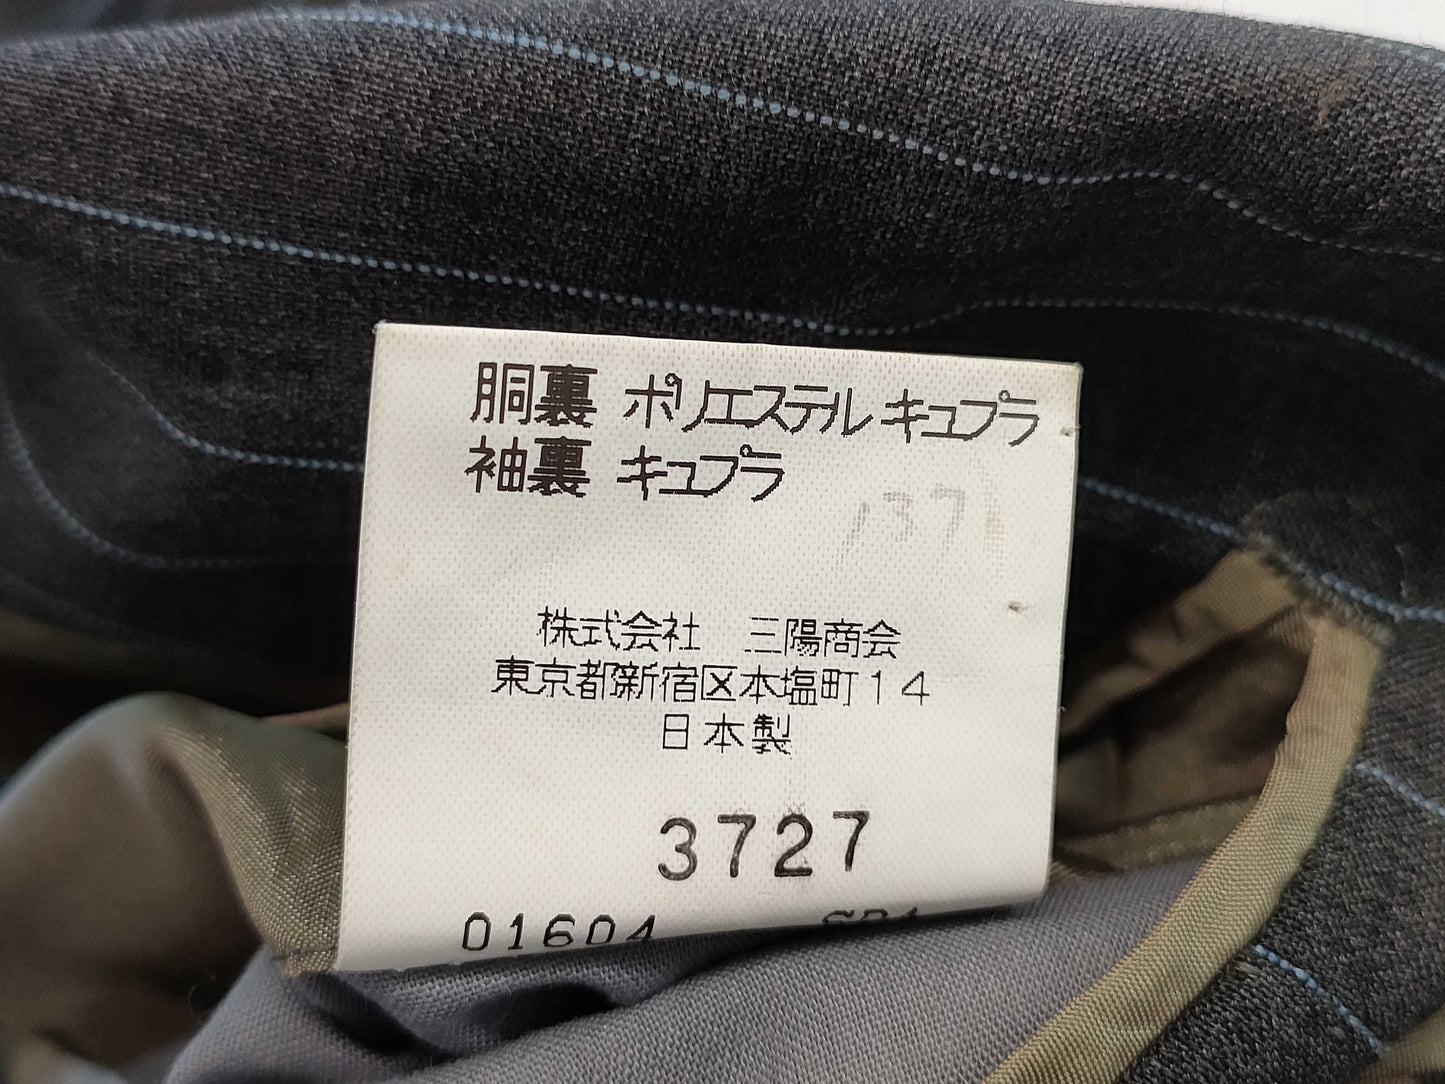 胴裏 ポリエステル キュプラ
袖裏 キュプラ
株式会社 三陽商会
東京都新宿区本塩町14
日本製
3727
01604